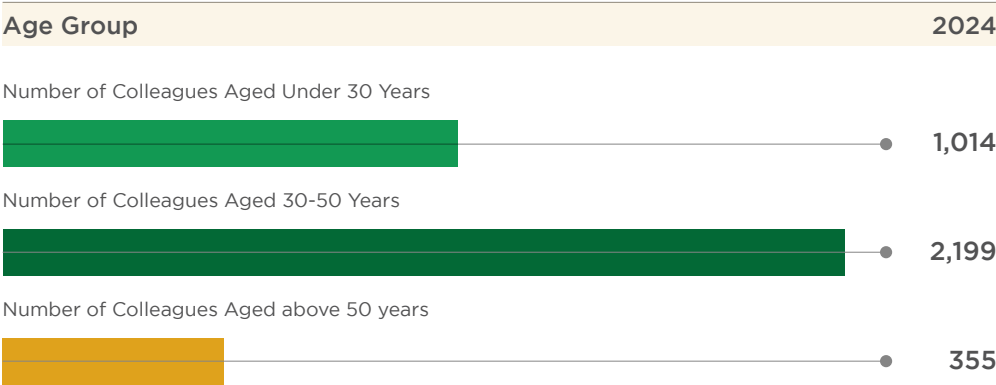 Age Group 2024
Number of Colleagues Aged Under 30 Years
1,014
Number of Colleagues Aged 30-50 Years
2,199
Number of Colleagues Aged above 50 years
355